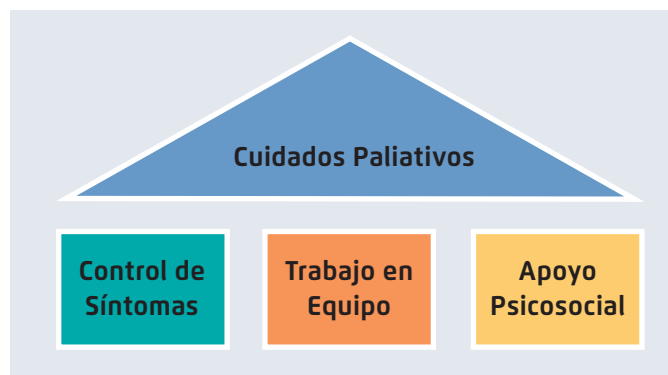 Cuidados Paliativos
Control de
Síntomas
Trabajo en
Equipo
Apoyo
Psicosocial